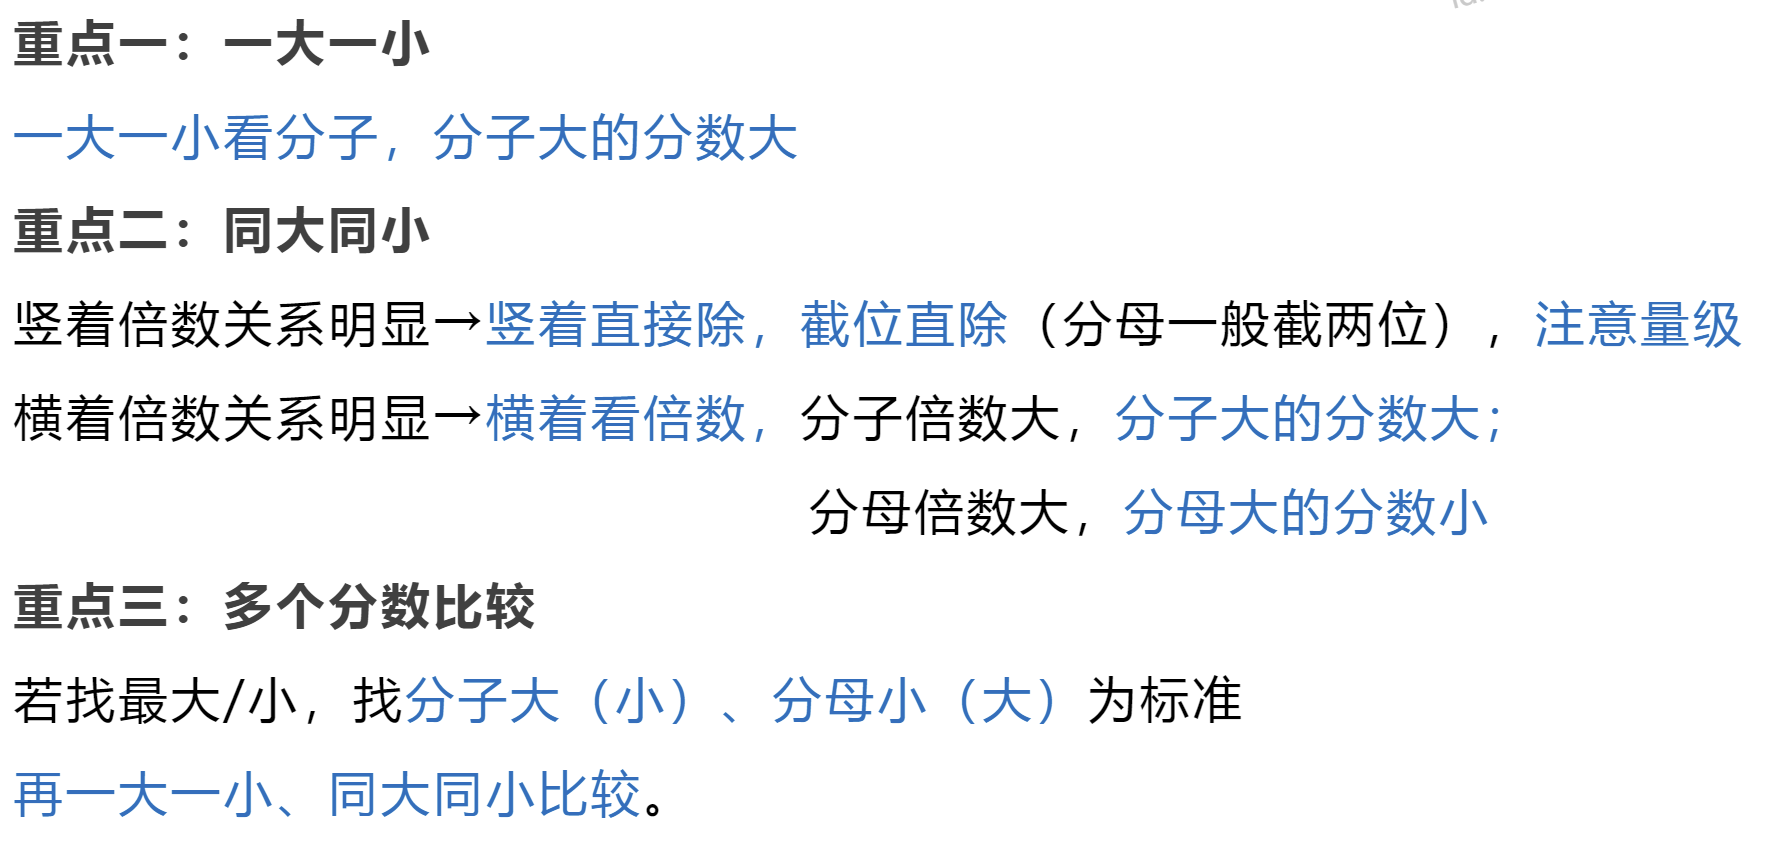 重点一：一大一小
一大一小看分子，分子大的分数大
重点二：同大同小
竖着倍数关系明显→竖着直接除，截位直除（分母一般截两位），注意量级
横着倍数关系明显→横着看倍数，分子倍数大，分子大的分数大；
分母倍数大，分母大的分数小
重点三：多个分数比较
若找最大/小，找分子大（小）、分母小（大）为标准
再一大一小、同大同小比较。